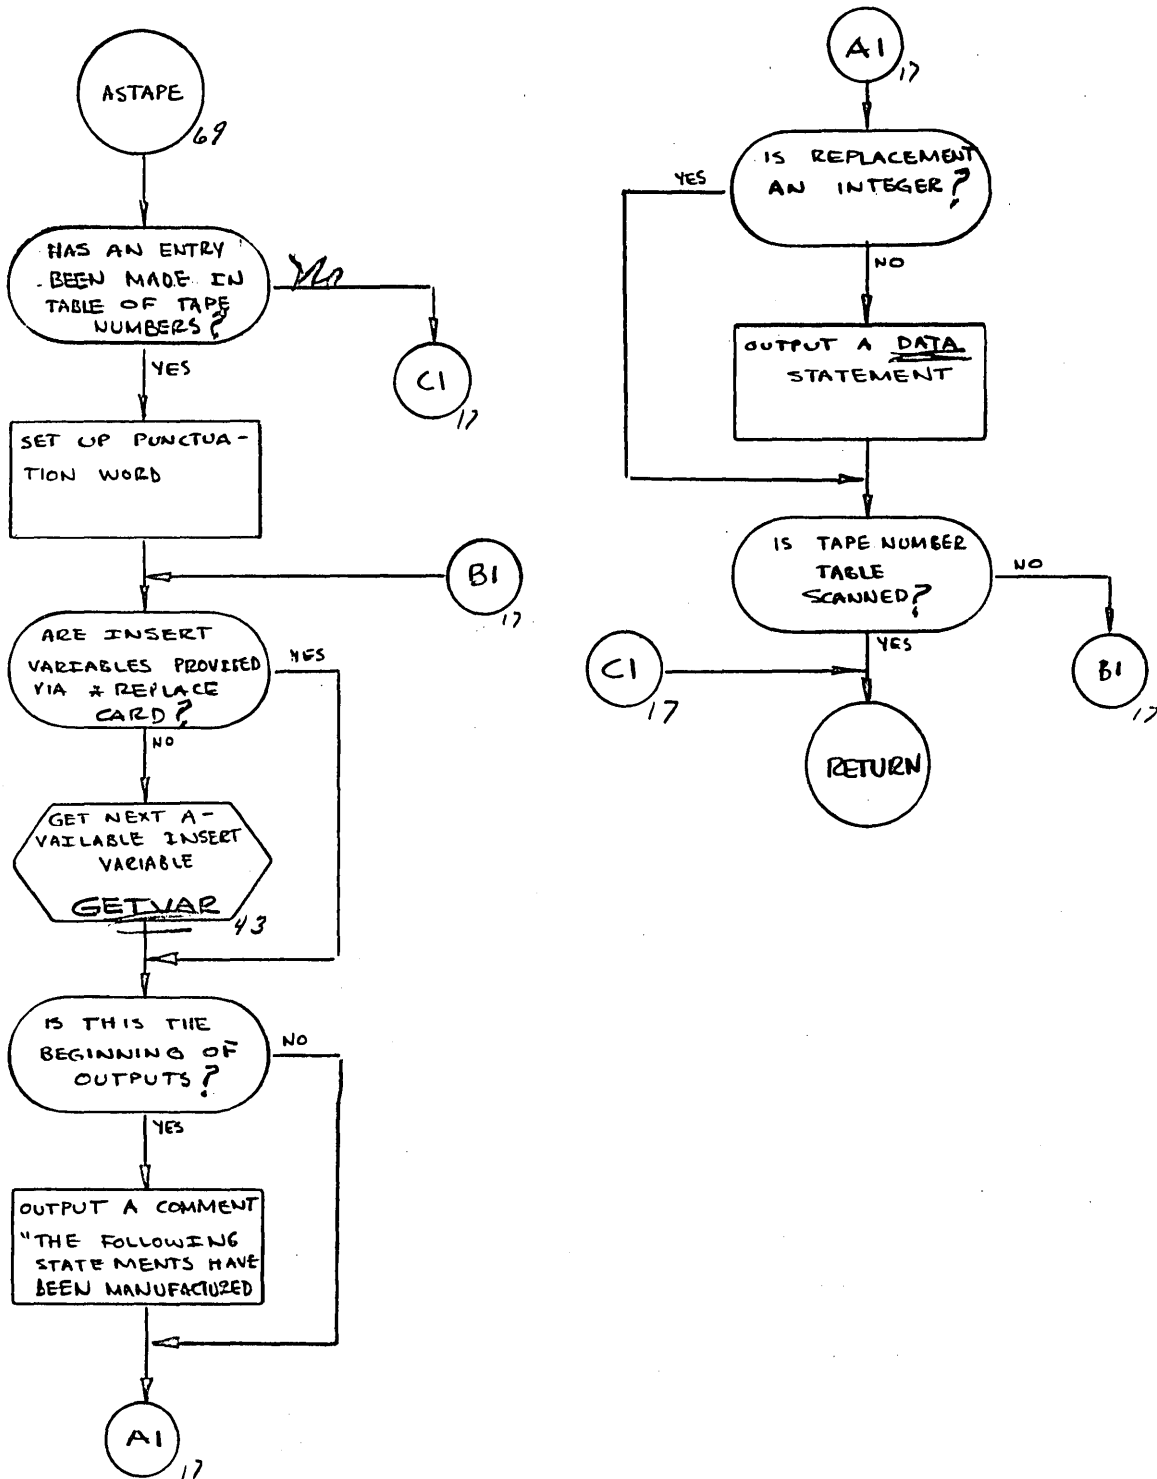 ASTAPE
69
HAS AN ENTRY
BEEN MADE IN
TABLE OF TAPE
NUMBERS?
YES
C1
17
SET UP PUNCTUA-
TION WORD
B1
17
ARE INSERT
VARIABLES PROVIDED
VIA * REPLACE
CARD?
YES
NO
GET NEXT A-
VAILABLE INSERT
VARIABLE
GETVAR
43
IS THIS THE
BEGINNING OF
OUTPUTS?
NO
YES
OUTPUT A COMMENT
"THE FOLLOWING
STATEMENTS HAVE
BEEN MANUFACTURED
A1
17
A1
17
IS REPLACEMENT
AN INTEGER?
YES
NO
OUTPUT A DATA
STATEMENT
IS TAPE NUMBER
TABLE
SCANNED?
NO
YES
C1
17
B1
17
RETURN